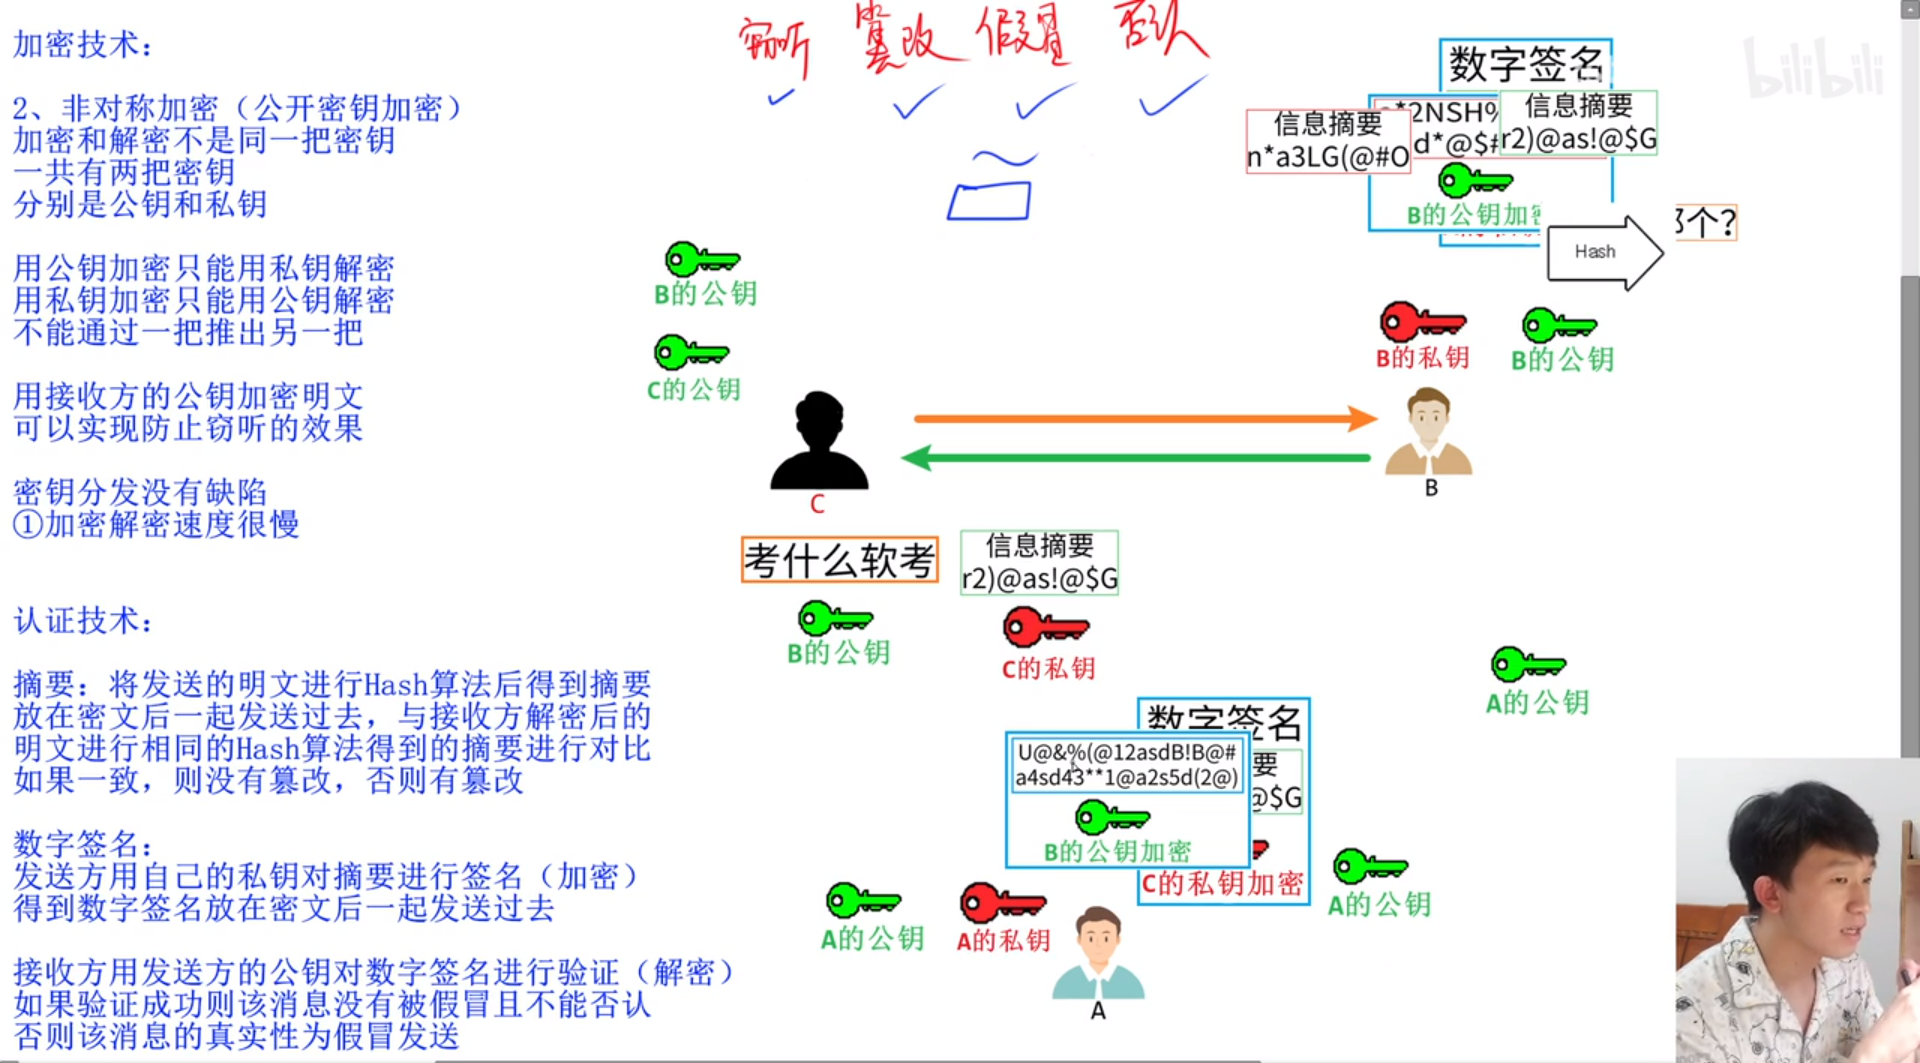 加密技术:
2、非对称加密（公开密钥加密）
加密和解密不是同一把密钥
一共有两把密钥
分别是公钥和私钥
用公钥加密只能用私钥解密
用私钥加密只能用公钥解密
不能通过一把推出另一把
用接收方的公钥加密明文
可以实现防止窃听的效果
密钥分发没有缺陷
①加密解密速度很慢
认证技术:
摘要: 将发送的明文进行Hash算法后得到摘要
放在密文后一起发送过去, 与接收方解密后的
明文进行相同的Hash算法得到的摘要进行对比
如果一致, 则没有篡改, 否则有篡改
数字签名:
发送方用自己的私钥对摘要进行签名（加密）
得到数字签名放在密文后一起发送过去
接收方用发送方的公钥对数字签名进行验证（解密）
如果验证成功则该消息没有被假冒且不能否认
否则该消息的真实性为假冒发送
窃听 篡改 假冒 否认
bilibili
数字签名
信息摘要
n*a3LG(@#O
*2NSH%
d*@$#
信息摘要
r2)@as!@$G
B的公钥加密
Hash
个?
B的公钥
C的公钥
B的私钥
B的公钥
C
B
考什么软考
信息摘要
r2)@as!@$G
B的公钥
C的私钥
A的公钥
数字签名
U@&%(@12asdB!B@#
a4sd43**1@a2s5d(2@)
要
@$G
B的公钥加密
C的私钥加密
A的公钥
A的公钥
A的私钥
A